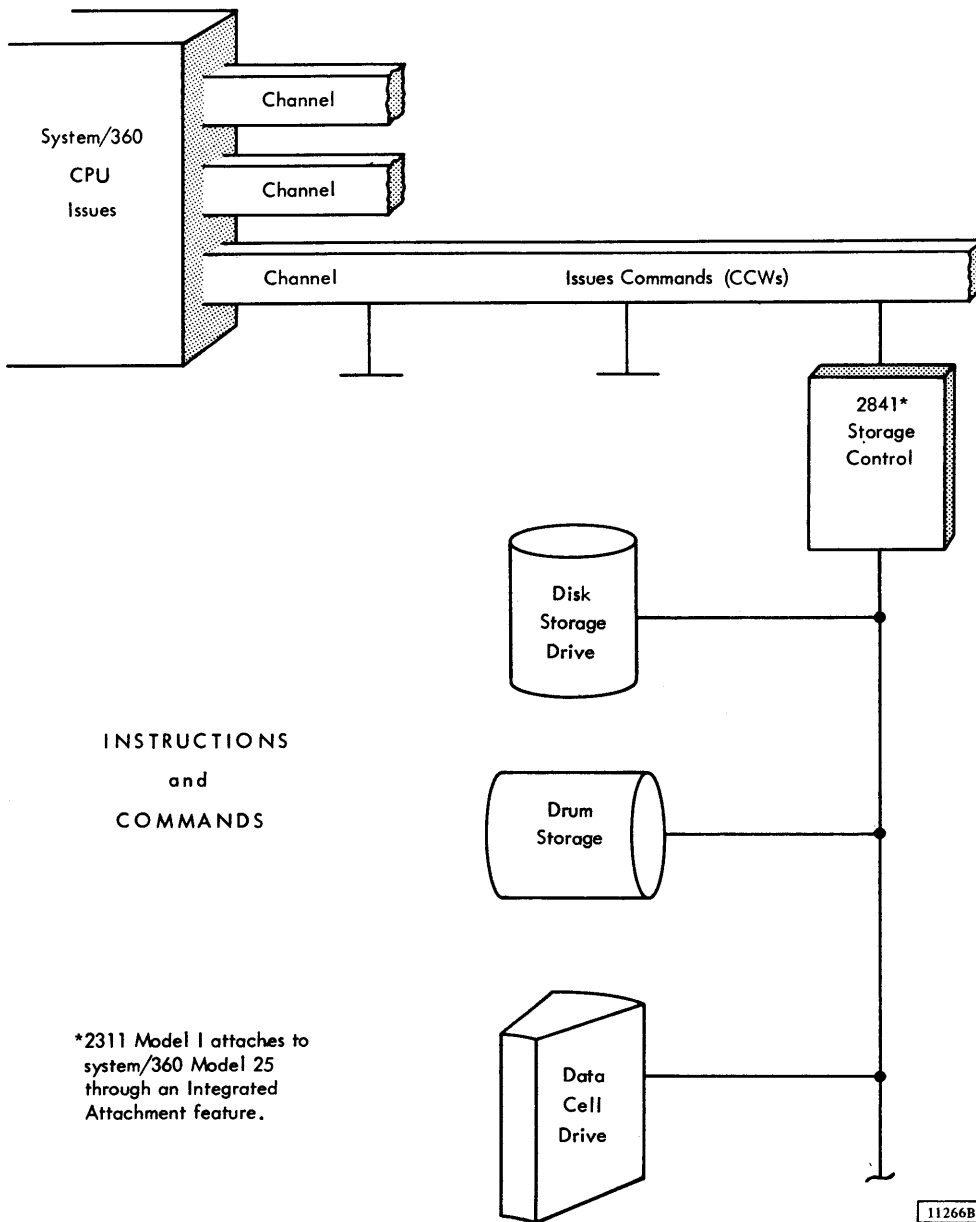 System/360
CPU
Issues
Channel
Channel
Channel Issues Commands (CCWs)
2841*
Storage
Control
Disk
Storage
Drive
INSTRUCTIONS
and
COMMANDS
Drum
Storage
*2311 Model I attaches to
system/360 Model 25
through an Integrated
Attachment feature.
Data
Cell
Drive
11266B